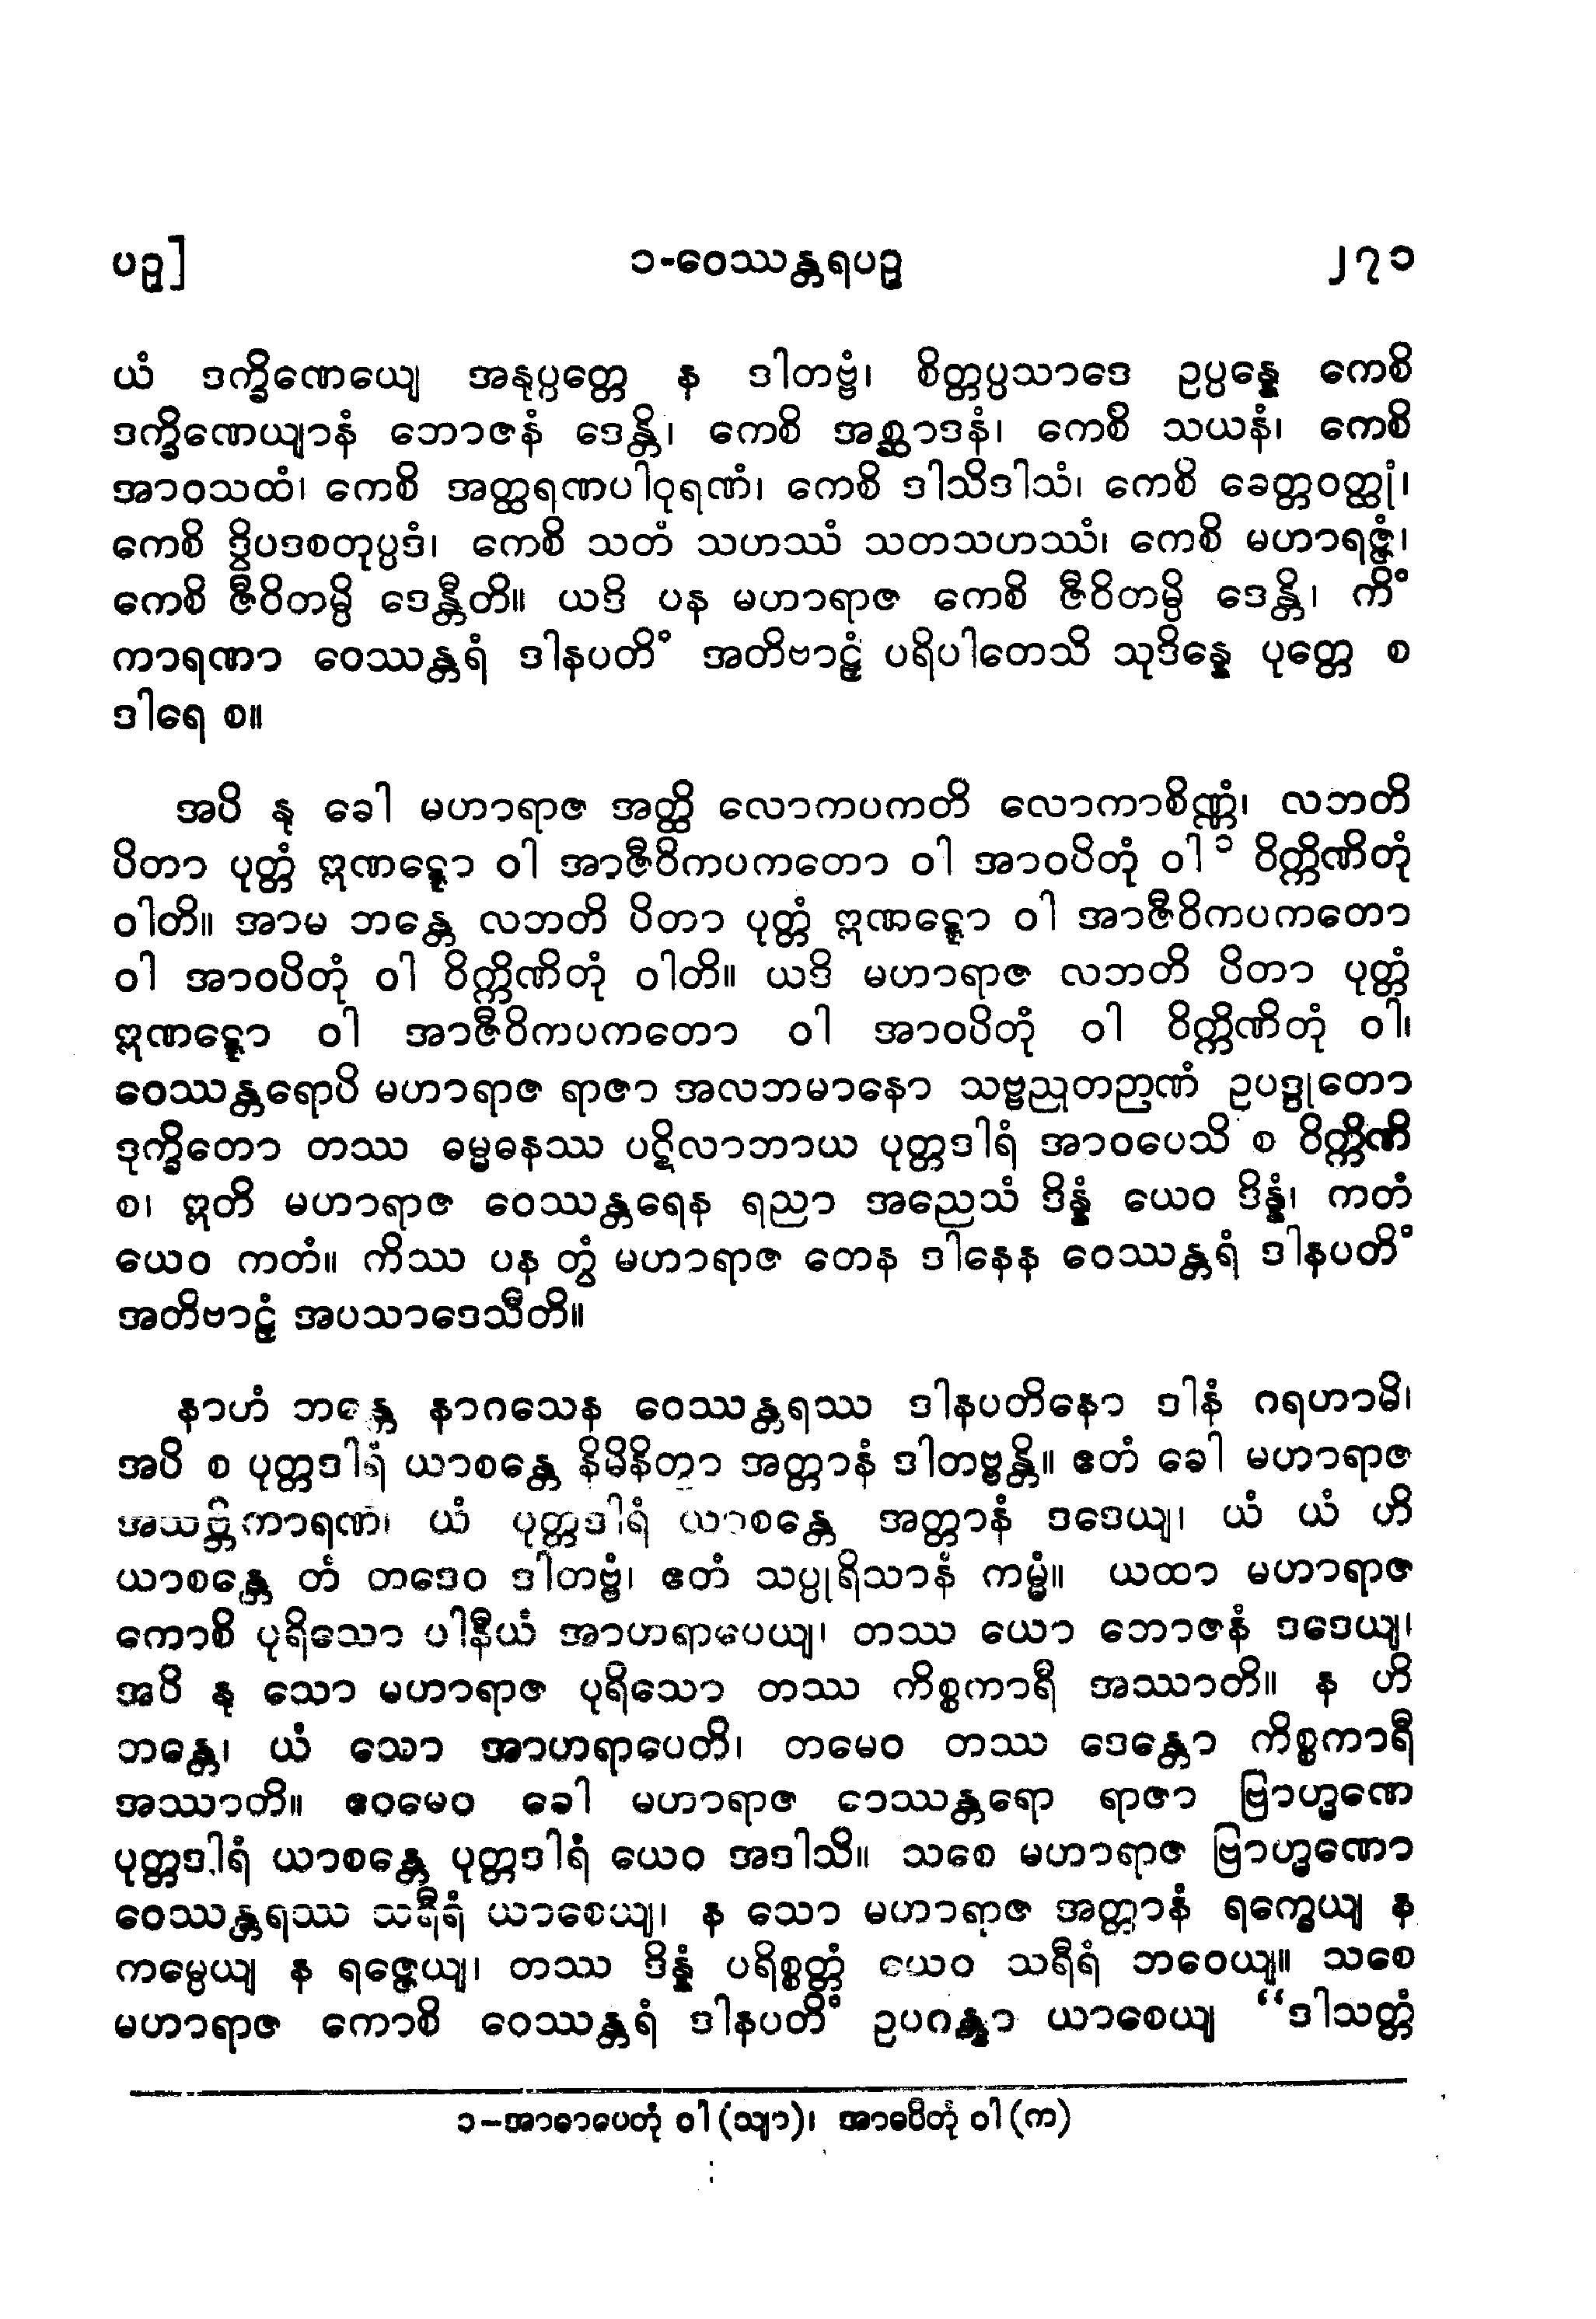 ပဉှ]	၁-ဝေဿန္တရပဉှ	၂၇၁
ယံ ဒက္ခိဏေယျေ အနုပ္ပတ္တေ န ဒါတဗ္ဗံ၊ စိတ္တပ္ပသာဒေ ဥပ္ပန္နေ ကေစိ
ဒက္ခိဏေယျာနံ ဘောဇနံ ဒေန္တိ၊ ကေစိ အစ္ဆာဒနံ၊ ကေစိ သယနံ၊ ကေစိ
အာဝသထံ၊ ကေစိ အတ္ထရဏပါဝုရဏံ၊ ကေစိ ဒါသိဒါသံ၊ ကေစိ ခေတ္တဝတ္ထုံ၊
ကေစိ ဒွိပဒစတုပ္ပဒံ၊ ကေစိ သတံ သဟဿံ သတသဟဿံ၊ ကေစိ မဟာရဇ္ဇံ၊
ကေစိ ဇီဝိတမ္ပိ ဒေန္တီတိ။ ယဒိ ပန မဟာရာဇ ကေစိ ဇီဝိတမ္ပိ ဒေန္တိ၊ ကိံ
ကာရဏာ ဝေဿန္တရံ ဒါနပတိံ အတိဗာဠှံ ပရိပါတေသိ သုဒိန္နေ ပုတ္တေ စ
ဒါရေ စ။
အပိ နု ခေါ မဟာရာဇ အတ္ထိ လောကပကတိ လောကာစိဏ္ဏံ၊ လဘတိ
ပိတာ ပုတ္တံ ဣဏဋ္ဋော ဝါ အာဇီဝိကပကတော ဝါ အာဝပိတုံ ဝါ ၁ ဝိက္ကိဏိတုံ
ဝါတိ။ အာမ ဘန္တေ လဘတိ ပိတာ ပုတ္တံ ဣဏဋ္ဋော ဝါ အာဇီဝိကပကတော
ဝါ အာဝပိတုံ ဝါ ဝိက္ကိဏိတုံ ဝါတိ။ ယဒိ မဟာရာဇ လဘတိ ပိတာ ပုတ္တံ
ဣဏဋ္ဋော ဝါ အာဇီဝိကပကတော ဝါ အာဝပိတုံ ဝါ ဝိက္ကိဏိတုံ ဝါ၊
ဝေဿန္တရောပိ မဟာရာဇ ရာဇာ အလဘမာနော သဗ္ဗညုတဉာဏံ ဥပဒ္ဒုတော
ဒုက္ခိတော တဿ ဓမ္မဓနဿ ပဋိလာဘာယ ပုတ္တဒါရံ အာဝပေသိ စ ဝိက္ကိဏိ
စ၊ ဣတိ မဟာရာဇ ဝေဿန္တရေန ရညာ အညေသံ ဒိန္နံ ယေဝ ဒိန္နံ၊ ကတံ
ယေဝ ကတံ။ ကိဿ ပန တွံ မဟာရာဇ တေန ဒါနေန ဝေဿန္တရံ ဒါနပတိံ
အတိဗာဠှံ အပသာဒေသီတိ။
နာဟံ ဘန္တေ နာဂသေန ဝေဿန္တရဿ ဒါနပတိနော ဒါနံ ဂရဟာမိ၊
အပိ စ ပုတ္တဒါရံ ယာစန္တေ နိမိနိတွာ အတ္တာနံ ဒါတဗ္ဗန္တိ။ ဧတံ ခေါ မဟာရာဇ
အသဗ္ဘိကာရဏံ၊ ယံ ပုတ္တဒါရံ ယာစန္တေ အတ္တာနံ ဒဒေယျ၊ ယံ ယံ ဟိ
ယာစန္တေ တံ တဒေဝ ဒါတဗ္ဗံ၊ ဧတံ သပ္ပုရိသာနံ ကမ္မံ။ ယထာ မဟာရာဇ
ကောစိ ပုရိသော ပါနီယံ အာဟရာပေယျ၊ တဿ ယော ဘောဇနံ ဒဒေယျ၊
အပိ နု သော မဟာရာဇ ပုရိသော တဿ ကိစ္စကာရီ အဿာတိ။ န ဟိ
ဘန္တေ၊ ယံ သော အာဟရာပေတိ၊ တမေဝ တဿ ဒေန္တော ကိစ္စကာရီ
အဿာတိ။ ဧဝမေဝ ခေါ မဟာရာဇ ဝေဿန္တရော ရာဇာ ဗြာဟ္မဏေ
ပုတ္တဒါရံ ယာစန္တေ ပုတ္တဒါရံ ယေဝ အဒါသိ။ သစေ မဟာရာဇ ဗြာဟ္မဏော
ဝေဿန္တရဿ သရီရံ ယာစေယျ၊ န သော မဟာရာဇ အတ္တာနံ ရက္ခေယျ န
ကမ္ပေယျ န ရဇ္ဇေယျ၊ တဿ ဒိန္နံ ပရိစ္စတ္တံ ယေဝ သရီရံ ဘဝေယျ။ သစေ
မဟာရာဇ ကောစိ ဝေဿန္တရံ ဒါနပတိံ ဥပဂန္တွာ ယာစေယျ “ဒါသတ္တံ
၁-အာဓာပေတုံ ဝါ (သျာ)၊ အာဓပိတုံ ဝါ (က)